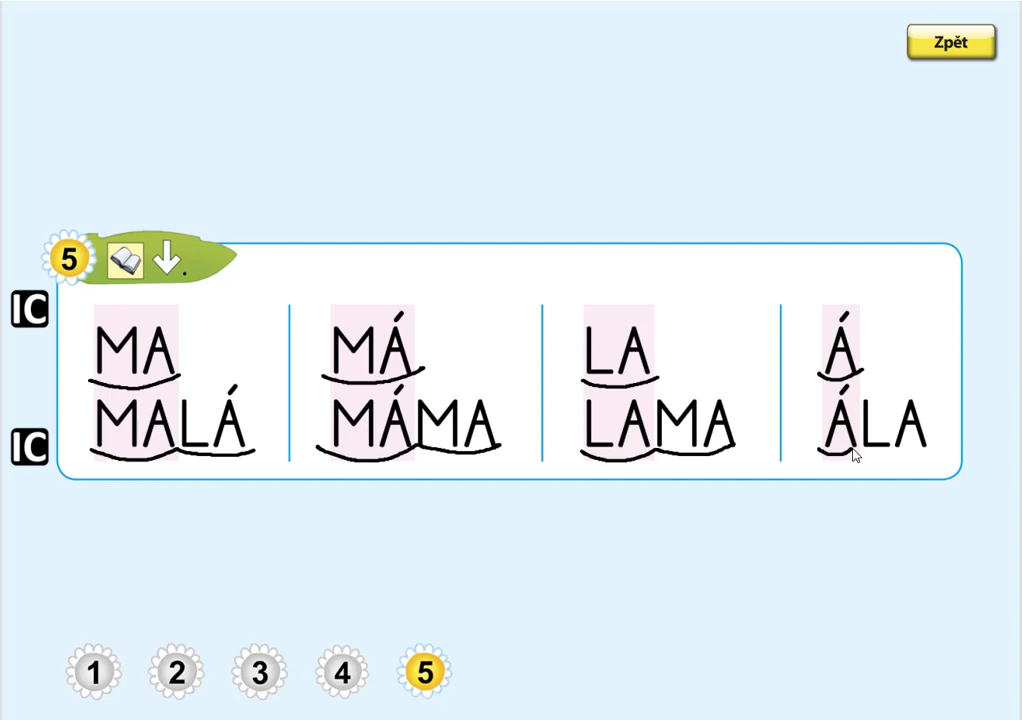 Zpět
5 .
IC
MA MÁ LA Á
IC
MALÁ MÁMA LAMA ÁLA
1 2 3 4 5